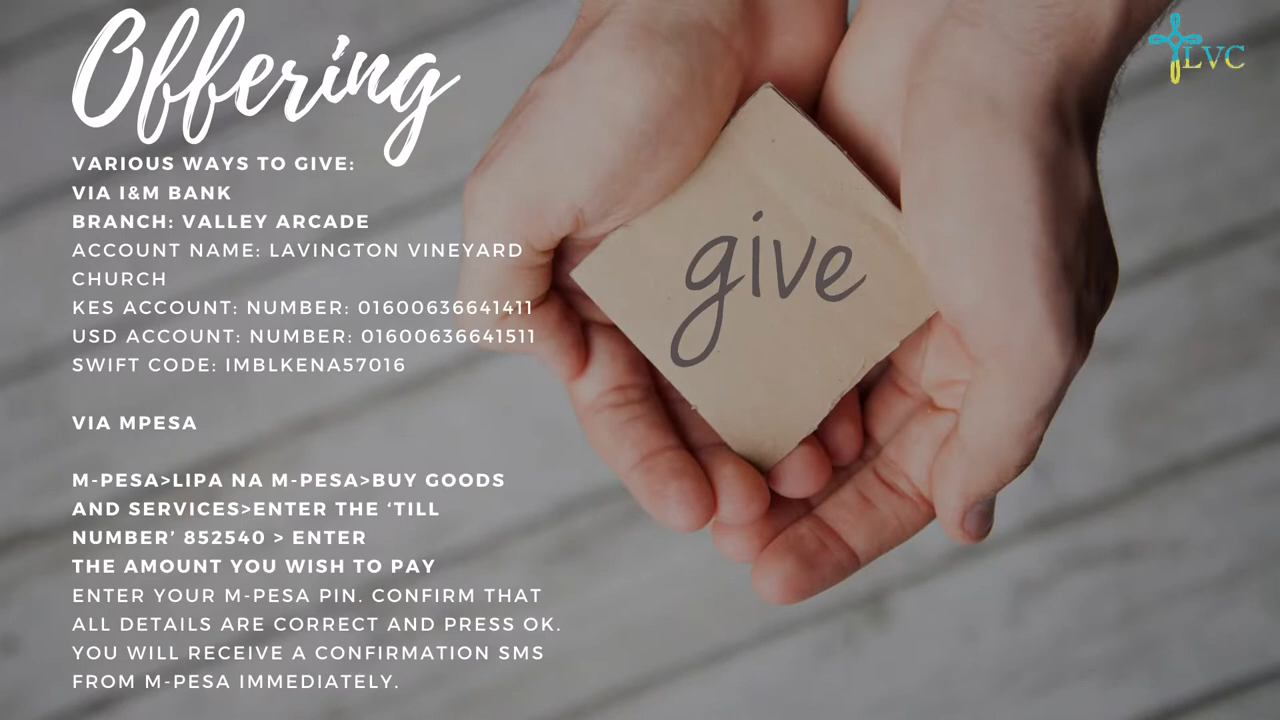 Offering
VARIOUS WAYS TO GIVE:
VIA I&M BANK
BRANCH: VALLEY ARCADE
ACCOUNT NAME: LAVINGTON VINEYARD
CHURCH
KES ACCOUNT: NUMBER: 01600636641411
USD ACCOUNT: NUMBER: 01600636641511
SWIFT CODE: IMBLKENA57016
VIA MPESA
M-PESA>LIPA NA M-PESA>BUY GOODS
AND SERVICES>ENTER THE ‘TILL
NUMBER’ 852540 > ENTER
THE AMOUNT YOU WISH TO PAY
ENTER YOUR M-PESA PIN. CONFIRM THAT
ALL DETAILS ARE CORRECT AND PRESS OK.
YOU WILL RECEIVE A CONFIRMATION SMS
FROM M-PESA IMMEDIATELY.
give
LVC